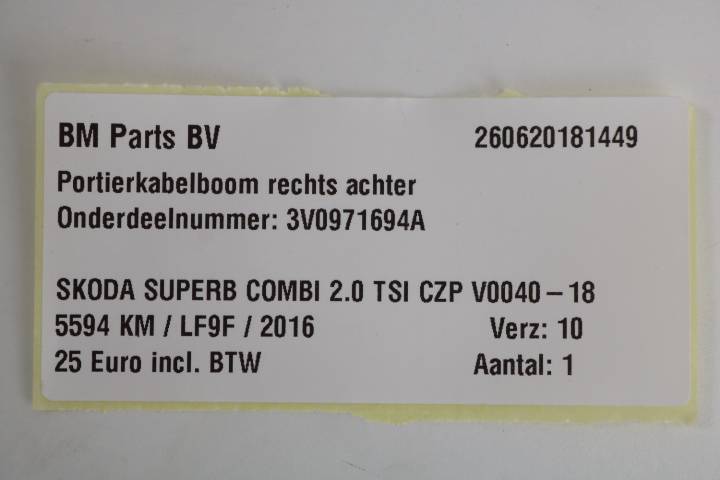 BM Parts BV 260620181449
Portierkabelboom rechts achter
Onderdeelnummer: 3V0971694A
SKODA SUPERB COMBI 2.0 TSI CZP V0040-18
5594 KM / LF9F / 2016 Verz: 10
25 Euro incl. BTW Aantal: 1